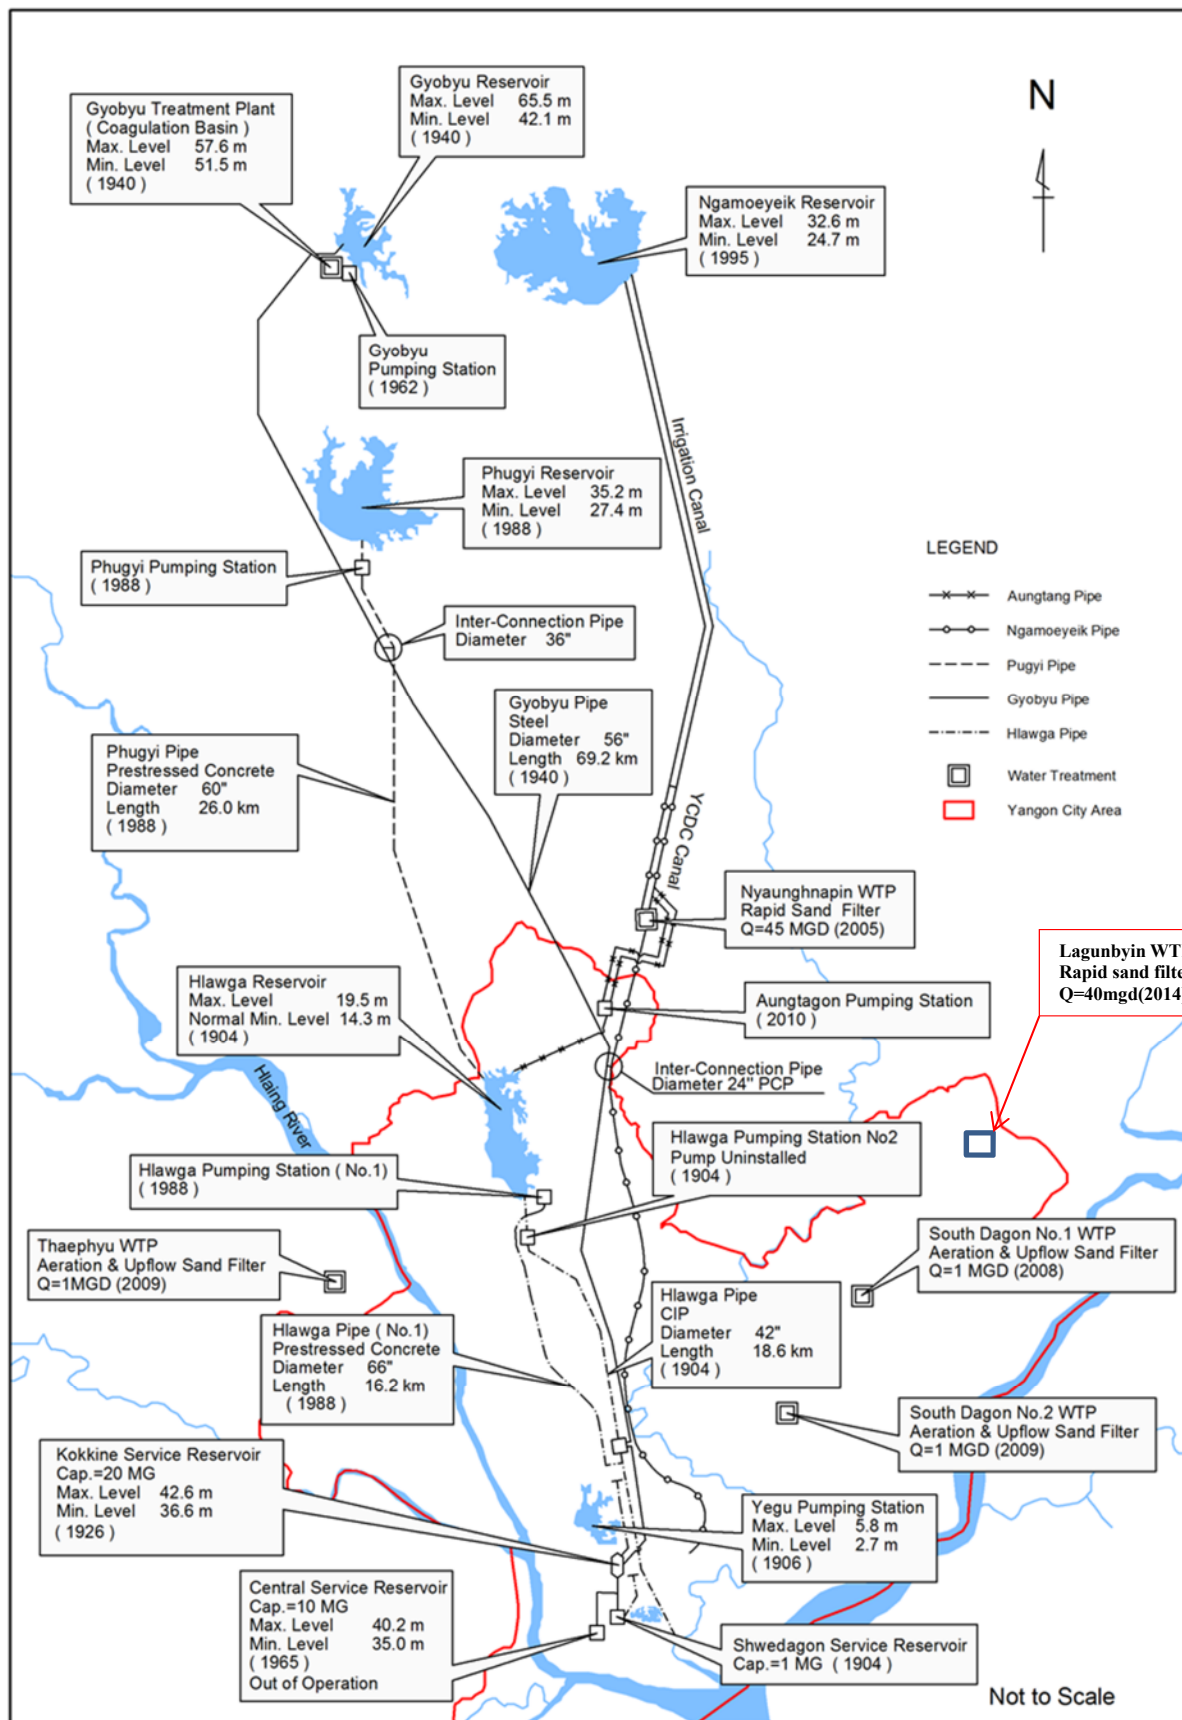 Gyobyu Reservoir
Max. Level 65.5 m
Min. Level 42.1 m
( 1940 )
Gyobyu Treatment Plant
( Coagulation Basin )
Max. Level 57.6 m
Min. Level 51.5 m
( 1940 )
N
Ngamoeyeik Reservoir
Max. Level 32.6 m
Min. Level 24.7 m
( 1995 )
Gyobyu
Pumping Station
( 1962 )
Irrigation Canal
Phugyi Reservoir
Max. Level 35.2 m
Min. Level 27.4 m
( 1988 )
Phugyi Pumping Station
( 1988 )
Inter-Connection Pipe
Diameter 36"
LEGEND
Aungtang Pipe
Ngamoeyeik Pipe
Pugyi Pipe
Gyobyu Pipe
Hlawga Pipe
Water Treatment
Yangon City Area
Gyobyu Pipe
Steel
Diameter 56"
Length 69.2 km
( 1940 )
Phugyi Pipe
Prestressed Concrete
Diameter 60"
Length 26.0 km
( 1988 )
YCDC Canal
Nyaunghnapin WTP
Rapid Sand Filter
Q=45 MGD (2005)
Lagunbyin WT
Rapid sand filte
Q=40mgd(2014
Hlawga Reservoir
Max. Level 19.5 m
Normal Min. Level 14.3 m
( 1904 )
Aungtagon Pumping Station
( 2010 )
Inter-Connection Pipe
Diameter 24" PCP
Hlaing River
Hlawga Pumping Station No2
Pump Uninstalled
( 1904 )
Hlawga Pumping Station ( No.1)
( 1988 )
Thaephyu WTP
Aeration & Upflow Sand Filter
Q=1MGD (2009)
South Dagon No.1 WTP
Aeration & Upflow Sand Filter
Q=1 MGD (2008)
Hlawga Pipe
CIP
Diameter 42"
Length 18.6 km
( 1904 )
Hlawga Pipe ( No.1)
Prestressed Concrete
Diameter 66"
Length 16.2 km
( 1988 )
South Dagon No.2 WTP
Aeration & Upflow Sand Filter
Q=1 MGD (2009)
Kokkine Service Reservoir
Cap.=20 MG
Max. Level 42.6 m
Min. Level 36.6 m
( 1926 )
Yegu Pumping Station
Max. Level 5.8 m
Min. Level 2.7 m
( 1906 )
Central Service Reservoir
Cap.=10 MG
Max. Level 40.2 m
Min. Level 35.0 m
( 1965 )
Out of Operation
Shwedagon Service Reservoir
Cap.=1 MG ( 1904 )
Not to Scale